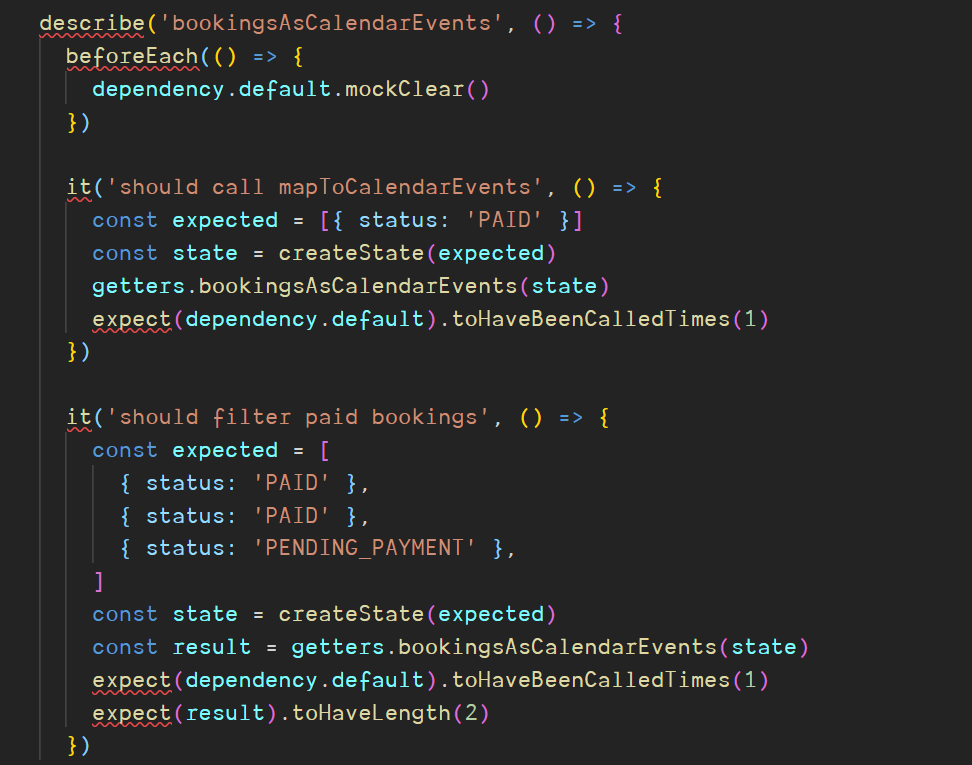 describe('bookingsAsCalendarEvents', () => {
  beforeEach(() => {
    dependency.default.mockClear()
  })

  it('should call mapToCalendarEvents', () => {
    const expected = [{ status: 'PAID' }]
    const state = createState(expected)
    getters.bookingsAsCalendarEvents(state)
    expect(dependency.default).toHaveBeenCalledTimes(1)
  })

  it('should filter paid bookings', () => {
    const expected = [
      { status: 'PAID' },
      { status: 'PAID' },
      { status: 'PENDING_PAYMENT' },
    ]
    const state = createState(expected)
    const result = getters.bookingsAsCalendarEvents(state)
    expect(dependency.default).toHaveBeenCalledTimes(1)
    expect(result).toHaveLength(2)
  })